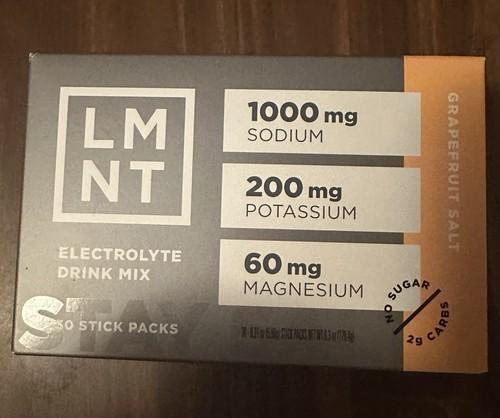 LM
NT
ELECTROLYTE
DRINK MIX
STAY
30 STICK PACKS
1000 mg
SODIUM
200 mg
POTASSIUM
60 mg
MAGNESIUM
GRAPEFRUIT SALT
NO SUGAR
2g CARBS